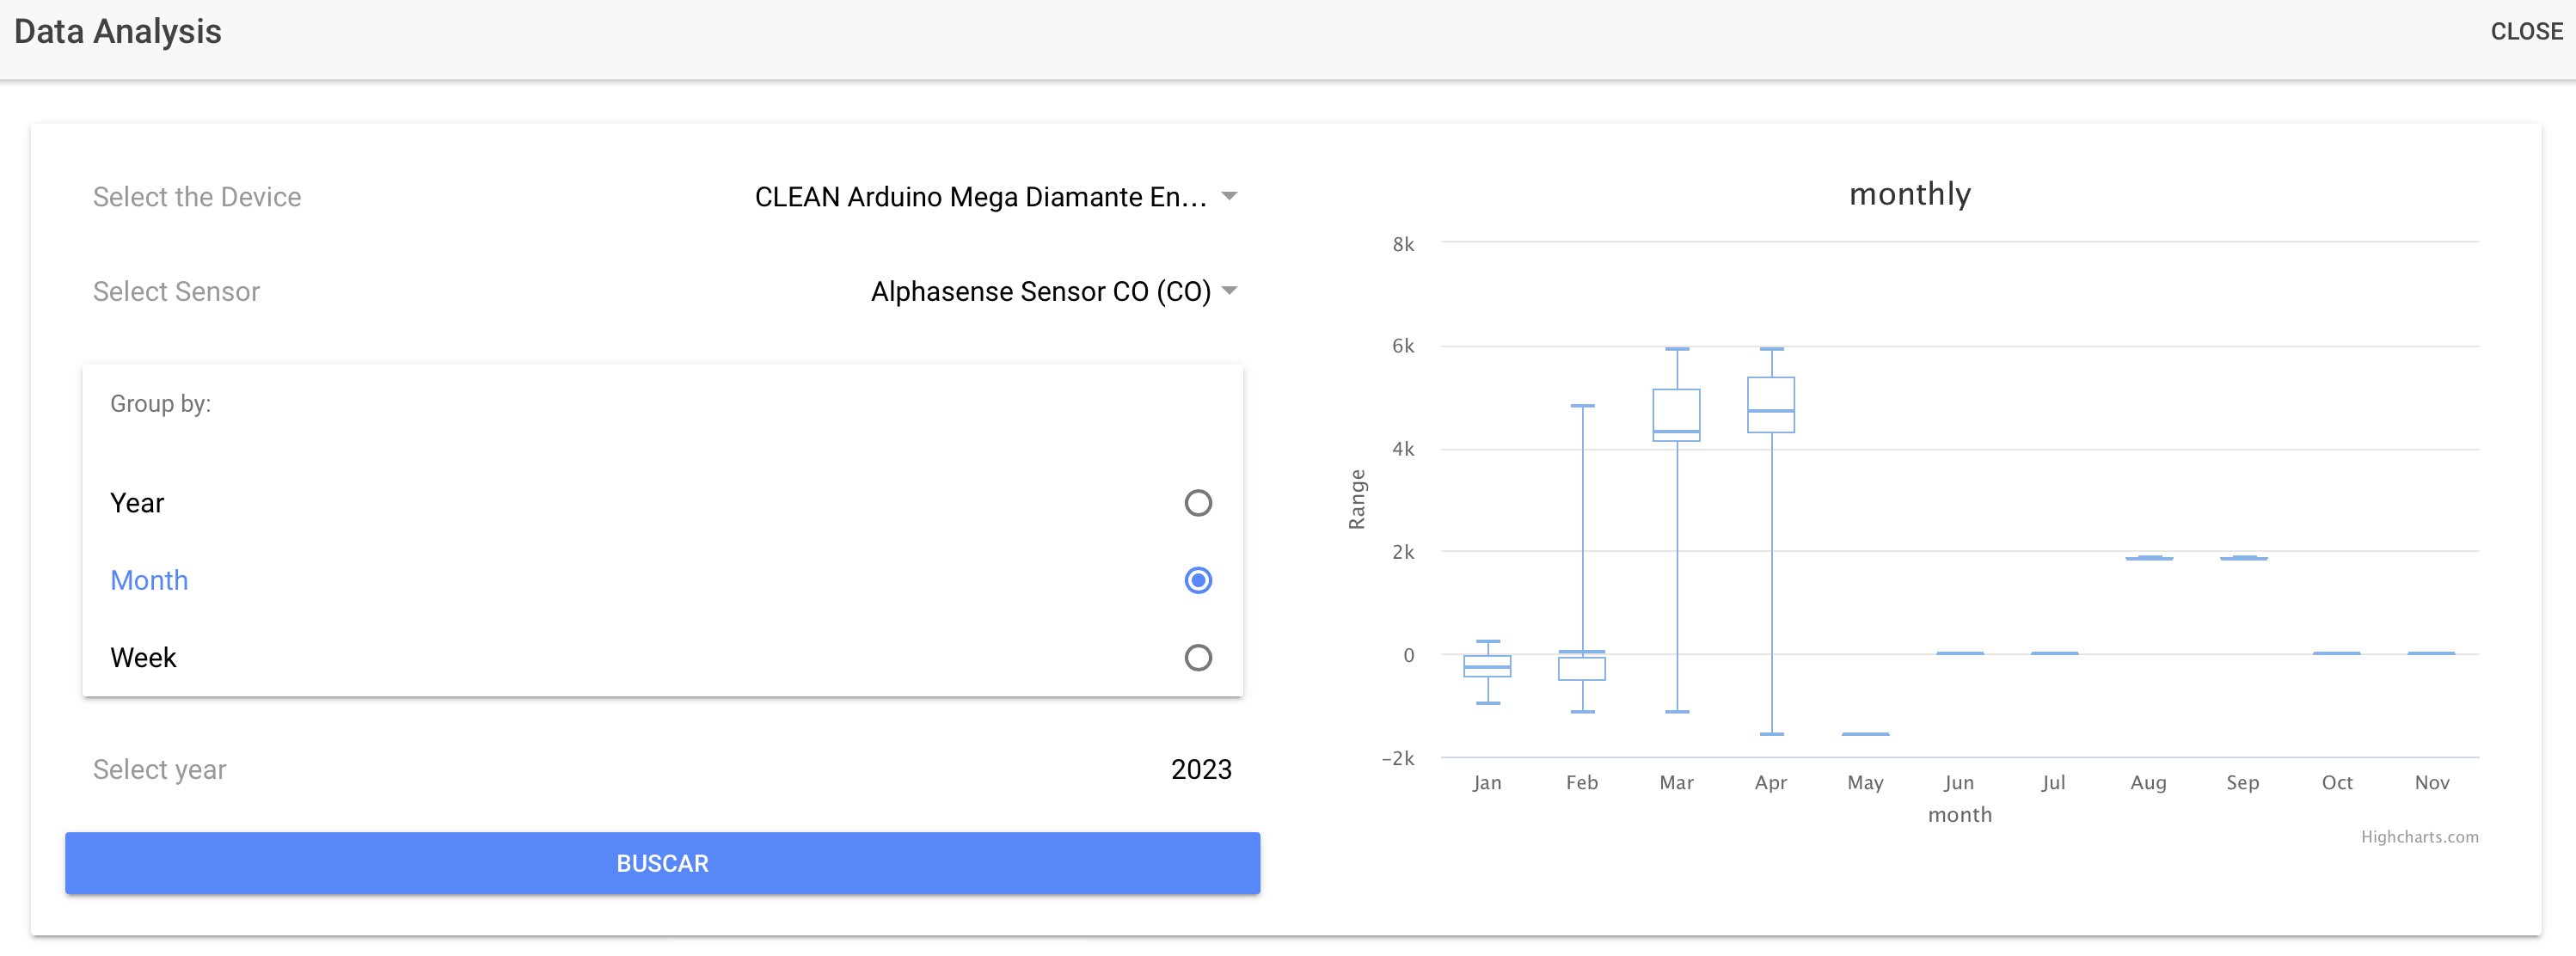 Data Analysis
CLOSE
Select the Device
CLEAN Arduino Mega Diamante En...
Select Sensor
Alphasense Sensor CO (CO)
Group by:
Year
Month
Week
Select year
2023
BUSCAR
monthly
8k
6k
4k
2k
0
−2k
Range
Jan Feb Mar Apr May Jun Jul Aug Sep Oct Nov
month
Highcharts.com